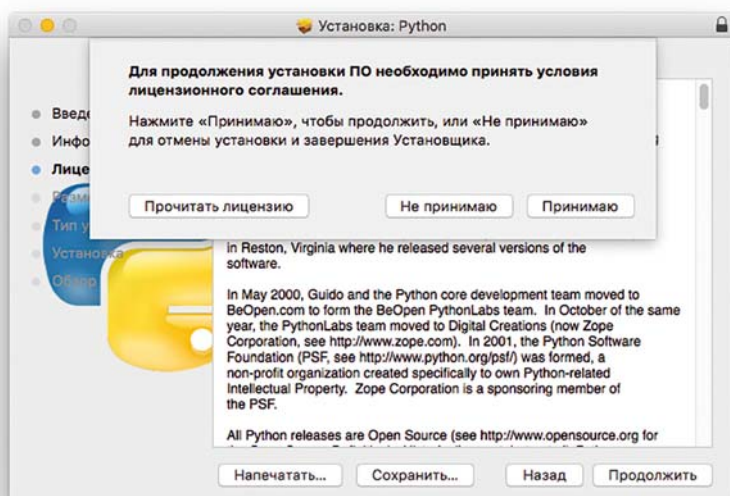 Установка: Python
Для продолжения установки ПО необходимо принять условия
лицензионного соглашения.
Нажмите «Принимаю», чтобы продолжить, или «Не принимаю»
для отмены установки и завершения Установщика.
Прочитать лицензию
Не принимаю
Принимаю
Введе
Инфо
Лице
Разм
Тип у
Установка
Обзор
in Reston, Virginia where he released several versions of the
software.
In May 2000, Guido and the Python core development team moved to
BeOpen.com to form the BeOpen PythonLabs team. In October of the same
year, the PythonLabs team moved to Digital Creations (now Zope
Corporation, see http://www.zope.com). In 2001, the Python Software
Foundation (PSF, see http://www.python.org/psf/) was formed, a
non-profit organization created specifically to own Python-related
Intellectual Property. Zope Corporation is a sponsoring member of
the PSF.
All Python releases are Open Source (see http://www.opensource.org for
Напечатать...
Сохранить...
Назад
Продолжить